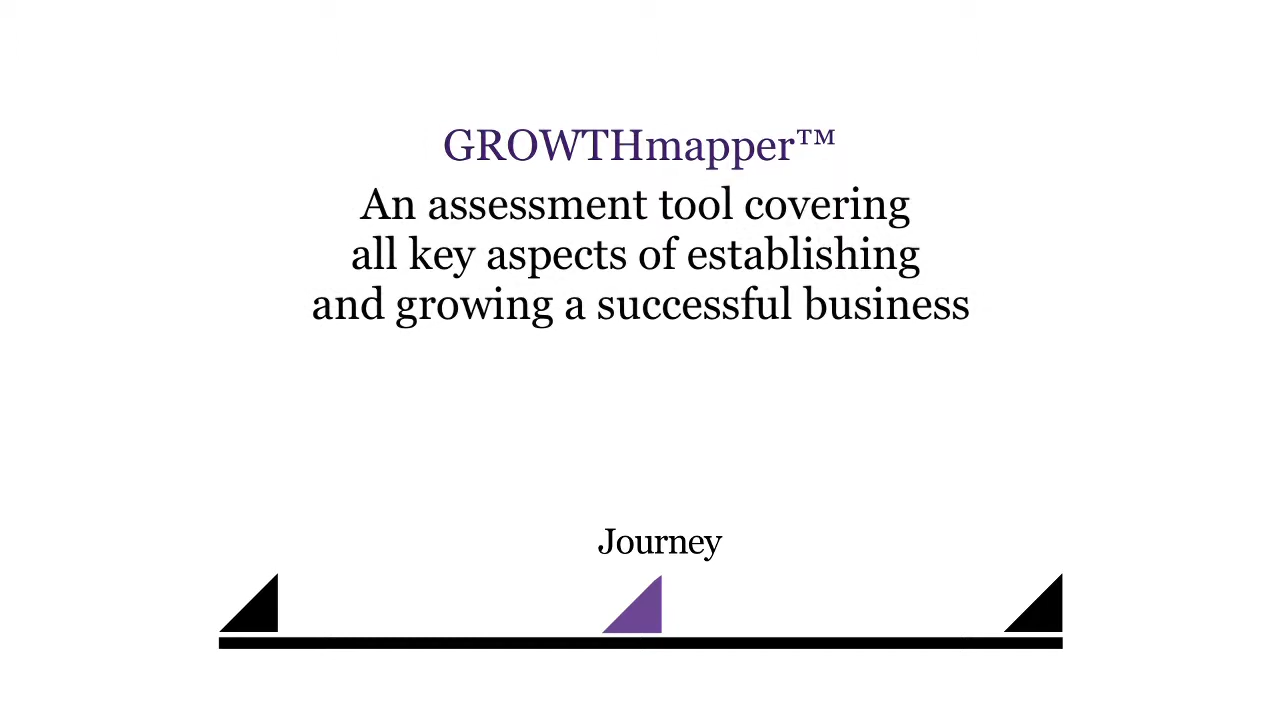 GROWTHmapper™
An assessment tool covering
all key aspects of establishing
and growing a successful business
Journey